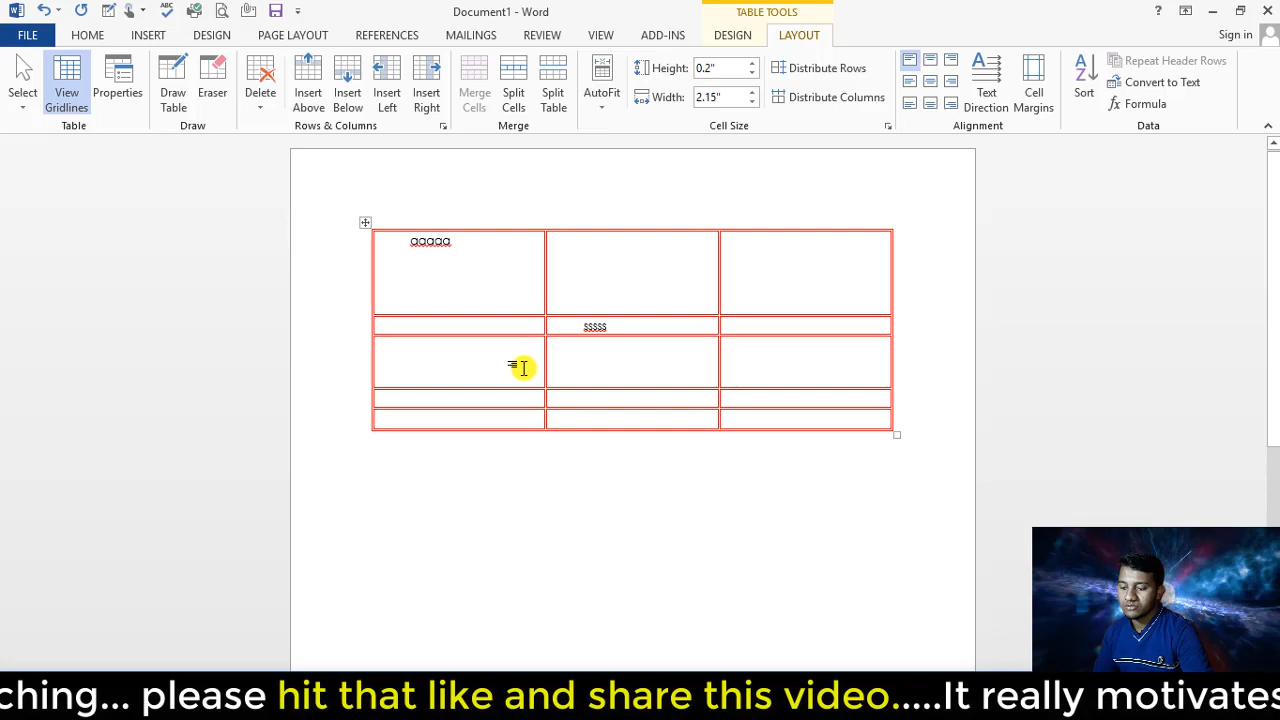 Document1 - Word
TABLE TOOLS
Sign in
FILE HOME INSERT DESIGN PAGE LAYOUT REFERENCES MAILINGS REVIEW VIEW ADD-INS DESIGN LAYOUT
Select
View Gridlines
Properties
Table
Draw Table
Eraser
Draw
Delete
Insert Above
Insert Below
Insert Left
Insert Right
Rows & Columns
Merge Cells
Split Cells
Split Table
Merge
AutoFit
Height: 0.2"
Width: 2.15"
Distribute Rows
Distribute Columns
Cell Size
Text Direction
Cell Margins
Alignment
Sort
Repeat Header Rows
Convert to Text
Formula
Data
aaaaa
sssss
ching... please hit that like and share this video.....It really motivates